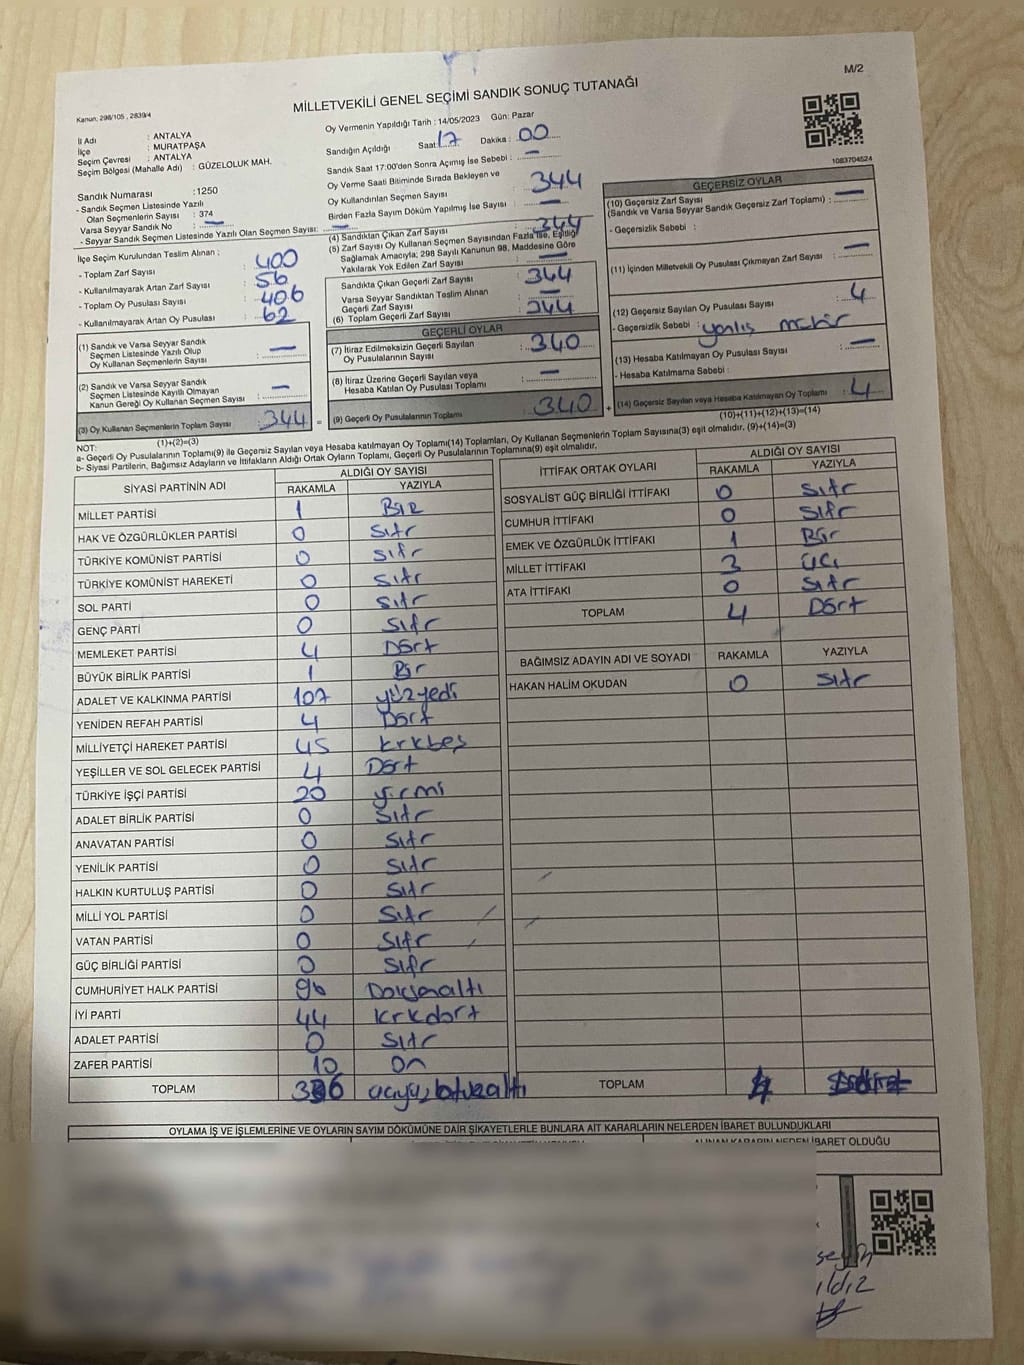 M/2
MİLLETVEKİLİ GENEL SEÇİMİ SANDIK SONUÇ TUTANAĞI
Kanun: 298/105 , 2839/4
İl Adı : ANTALYA
İlçe : MURATPAŞA
Seçim Çevresi : ANTALYA
Seçim Bölgesi (Mahalle Adı) : GÜZELOLUK MAH.
Sandık Numarası : 1250
- Sandık Seçmen Listesinde Yazılı
Olan Seçmenlerin Sayısı : 374
Varsa Seyyar Sandık No : —
- Seyyar Sandık Seçmen Listesinde Yazılı Olan Seçmen Sayısı: —
İlçe Seçim Kurulundan Teslim Alınan :
- Toplam Zarf Sayısı : 400
- Kullanılmayarak Artan Zarf Sayısı : 56
- Toplam Oy Pusulası Sayısı : 406
- Kullanılmayarak Artan Oy Pusulası : 62
(1) Sandık ve Varsa Seyyar Sandık
Seçmen Listesinde Yazılı Olup
Oy Kullanan Seçmenlerin Sayısı : —
(2) Sandık ve Varsa Seyyar Sandık
Seçmen Listesinde Kayıtlı Olmayan
Kanun Gereği Oy Kullanan Seçmen Sayısı : —
(3) Oy Kullanan Seçmenlerin Toplam Sayısı : 344 =
(1)+(2)=(3)
Oy Vermenin Yapıldığı Tarih : 14/05/2023 Gün: Pazar
Sandığın Açıldığı Saat : 17 Dakika : 00
Sandık Saat 17:00'den Sonra Açılmış İse Sebebi : —
Oy Verme Saati Bitiminde Sırada Bekleyen ve
Oy Kullandırılan Seçmen Sayısı : 344
Birden Fazla Sayım Döküm Yapılmış İse Sayısı : —
(4) Sandıktan Çıkan Zarf Sayısı : 344
(5) Zarf Sayısı Oy Kullanan Seçmen Sayısından Fazla İse, Eşitliği
Sağlamak Amacıyla; 298 Sayılı Kanunun 98. Maddesine Göre
Yakılarak Yok Edilen Zarf Sayısı : —
Sandıkta Çıkan Geçerli Zarf Sayısı : 344
Varsa Seyyar Sandıktan Teslim Alınan
Geçerli Zarf Sayısı : —
(6) Toplam Geçerli Zarf Sayısı : 344
GEÇERLİ OYLAR
(7) İtiraz Edilmeksizin Geçerli Sayılan
Oy Pusulalarının Sayısı : 340
(8) İtiraz Üzerine Geçerli Sayılan veya
Hesaba Katılan Oy Pusulası Toplamı : —
(9) Geçerli Oy Pusulalarının Toplamı : 340 +
1083704524
GEÇERSİZ OYLAR
(10) Geçersiz Zarf Sayısı
(Sandık ve Varsa Seyyar Sandık Geçersiz Zarf Toplamı) : —
- Geçersizlik Sebebi :
(11) İçinden Milletvekili Oy Pusulası Çıkmayan Zarf Sayısı : —
(12) Geçersiz Sayılan Oy Pusulası Sayısı : 4
- Geçersizlik Sebebi : yanlış mühür
(13) Hesaba Katılmayan Oy Pusulası Sayısı : —
- Hesaba Katılmama Sebebi :
(14) Geçersiz Sayılan veya Hesaba Katılmayan Oy Toplamı : 4
(10)+(11)+(12)+(13)=(14)
NOT:
a- Geçerli Oy Pusulalarının Toplamı(9) ile Geçersiz Sayılan veya Hesaba katılmayan Oy Toplamı(14) Toplamları, Oy Kullanan Seçmenlerin Toplam Sayısına(3) eşit olmalıdır. (9)+(14)=(3)
b- Siyasi Partilerin, Bağımsız Adayların ve İttifakların Aldığı Ortak Oyların Toplamı, Geçerli Oy Pusulalarının Toplamına(9) eşit olmalıdır.
SİYASİ PARTİNİN ADI ALDIĞI OY SAYISI
RAKAMLA YAZIYLA
MİLLET PARTİSİ 1 Bir
HAK VE ÖZGÜRLÜKLER PARTİSİ 0 Sıfır
TÜRKİYE KOMÜNİST PARTİSİ 0 Sıfır
TÜRKİYE KOMÜNİST HAREKETİ 0 Sıfır
SOL PARTİ 0 Sıfır
GENÇ PARTİ 0 Sıfır
MEMLEKET PARTİSİ 4 Dört
BÜYÜK BİRLİK PARTİSİ 1 Bir
ADALET VE KALKINMA PARTİSİ 107 yüzyedi
YENİDEN REFAH PARTİSİ 4 Dört
MİLLİYETÇİ HAREKET PARTİSİ 45 kırkbeş
YEŞİLLER VE SOL GELECEK PARTİSİ 4 Dört
TÜRKİYE İŞÇİ PARTİSİ 20 yirmi
ADALET BİRLİK PARTİSİ 0 Sıfır
ANAVATAN PARTİSİ 0 Sıfır
YENİLİK PARTİSİ 0 Sıfır
HALKIN KURTULUŞ PARTİSİ 0 Sıfır
MİLLİ YOL PARTİSİ 0 Sıfır
VATAN PARTİSİ 0 Sıfır
GÜÇ BİRLİĞİ PARTİSİ 0 Sıfır
CUMHURİYET HALK PARTİSİ 96 Doksanaltı
İYİ PARTİ 44 kırkdört
ADALET PARTİSİ 0 Sıfır
ZAFER PARTİSİ 10 on
TOPLAM 336 üçyüzotuzaltı
İTTİFAK ORTAK OYLARI ALDIĞI OY SAYISI
RAKAMLA YAZIYLA
SOSYALİST GÜÇ BİRLİĞİ İTTİFAKI 0 Sıfır
CUMHUR İTTİFAKI 0 Sıfır
EMEK VE ÖZGÜRLÜK İTTİFAKI 1 Bir
MİLLET İTTİFAKI 3 üç
ATA İTTİFAKI 0 Sıfır
TOPLAM 4 Dört
BAĞIMSIZ ADAYIN ADI VE SOYADI RAKAMLA YAZIYLA
HAKAN HALİM OKUDAN 0 Sıfır
TOPLAM
OYLAMA İŞ VE İŞLEMLERİNE VE OYLARIN SAYIM DÖKÜMÜNE DAİR ŞİKAYETLERLE BUNLARA AİT KARARLARIN NELERDEN İBARET BULUNDUKLARI
ALINAN KARARIN NEDEN İBARET OLDUĞU